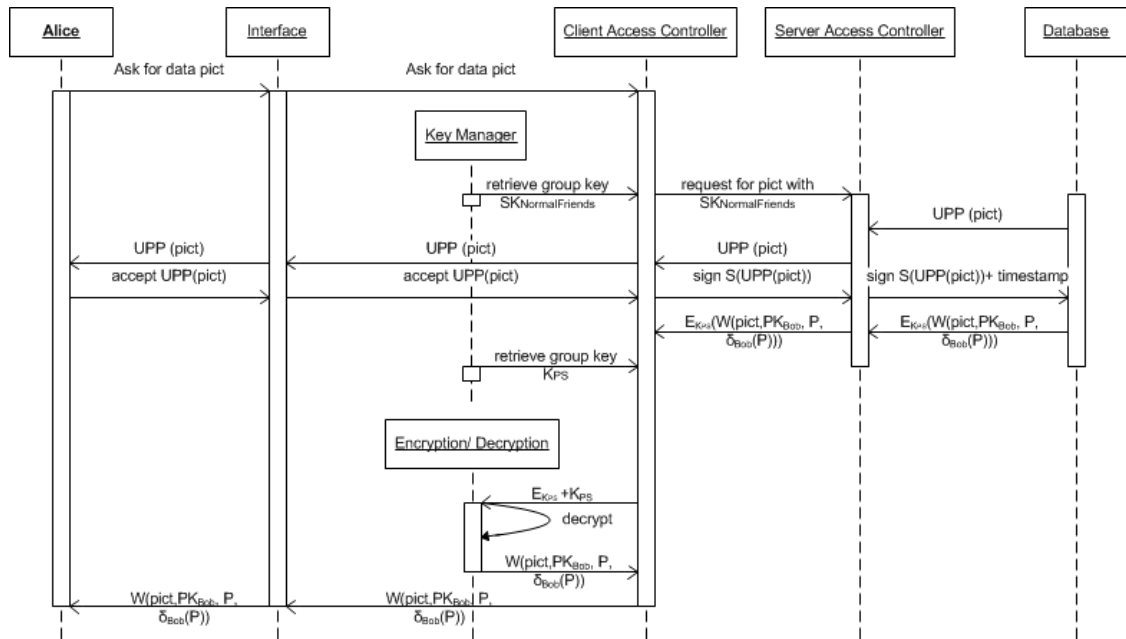 Alice
Interface
Client Access Controller
Server Access Controller
Database
Ask for data pict
Ask for data pict
Key Manager
retrieve group key
SKNormalFriends
request for pict with
SKNormalFriends
UPP (pict)
UPP (pict)
UPP (pict)
UPP (pict)
accept UPP(pict)
accept UPP(pict)
sign S(UPP(pict))
sign S(UPP(pict))+ timestamp
EKPS(W(pict,PKBob, P,
δBob(P)))
EKPS(W(pict,PKBob, P,
δBob(P)))
retrieve group key
KPS
Encryption/ Decryption
EKPS +KPS
decrypt
W(pict,PKBob, P,
δBob(P))
W(pict,PKBob, P,
δBob(P))
W(pict,PKBob, P,
δBob(P))